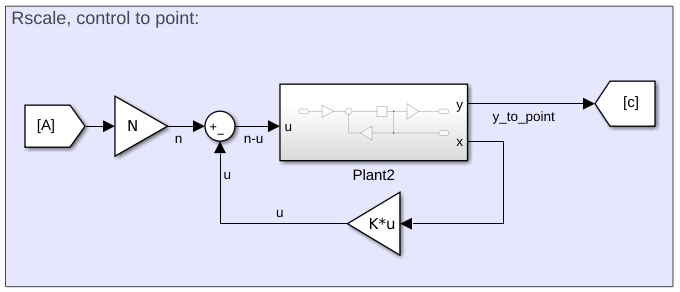 Rscale, control to point:
[A]
N
n
+
_
n-u
u
y
x
Plant2
y_to_point
[c]
u
u
K*u